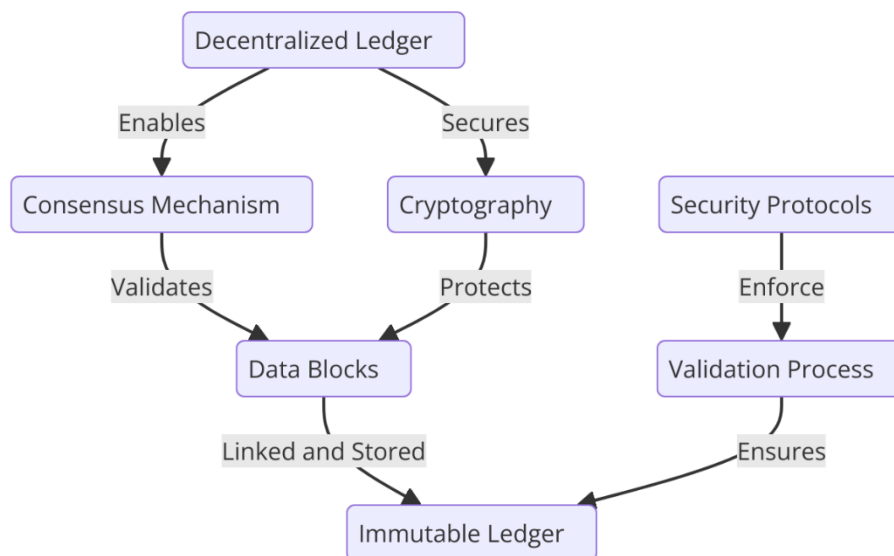 Decentralized Ledger
Enables
Secures
Consensus Mechanism
Cryptography
Security Protocols
Validates
Protects
Enforce
Data Blocks
Validation Process
Linked and Stored
Ensures
Immutable Ledger